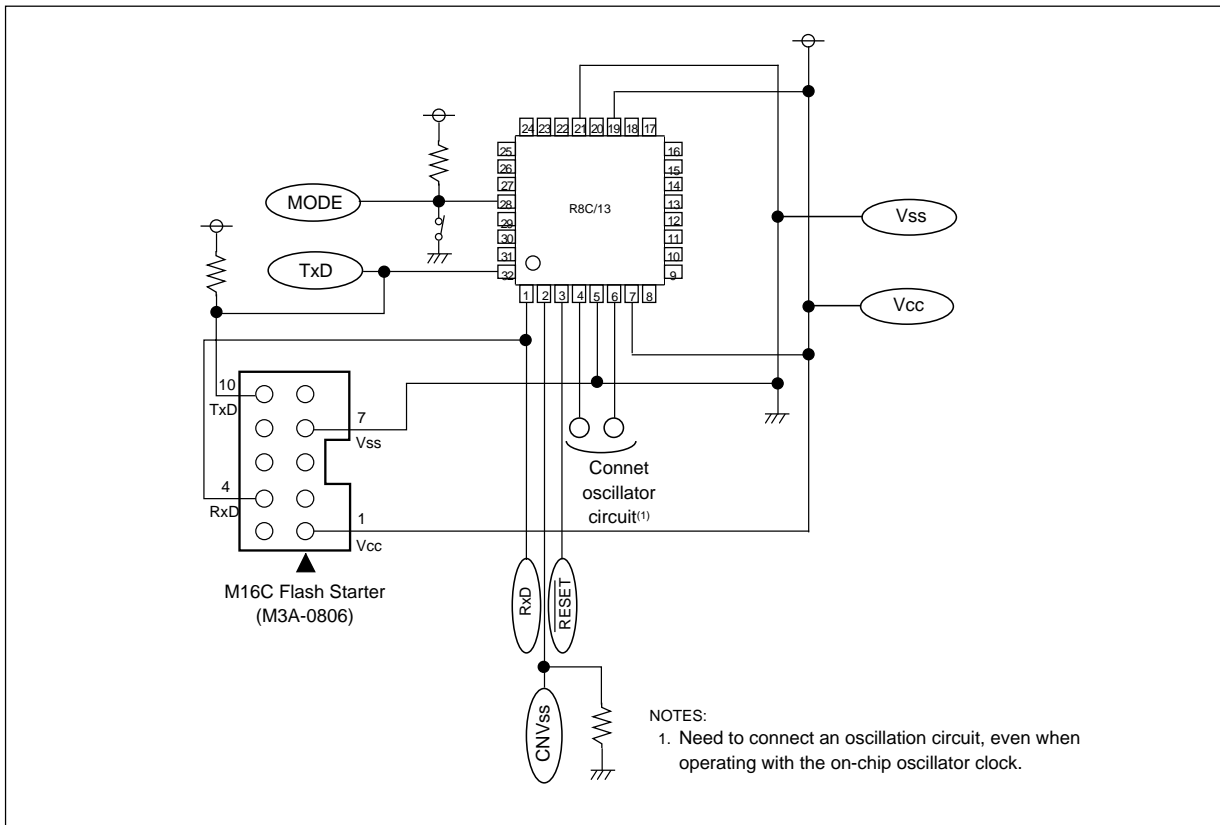 24 23 22 21 20 19 18 17
25
26
27
28
29
30
31
32
16
15
14
13
12
11
10
9
R8C/13
1 2 3 4 5 6 7 8
MODE
TxD
Vss
Vcc
10
TxD
7
Vss
4
RxD
1
Vcc
M16C Flash Starter
(M3A-0806)
Connet
oscillator
circuit(1)
RxD
RESET
CNVss
NOTES:
1. Need to connect an oscillation circuit, even when
operating with the on-chip oscillator clock.